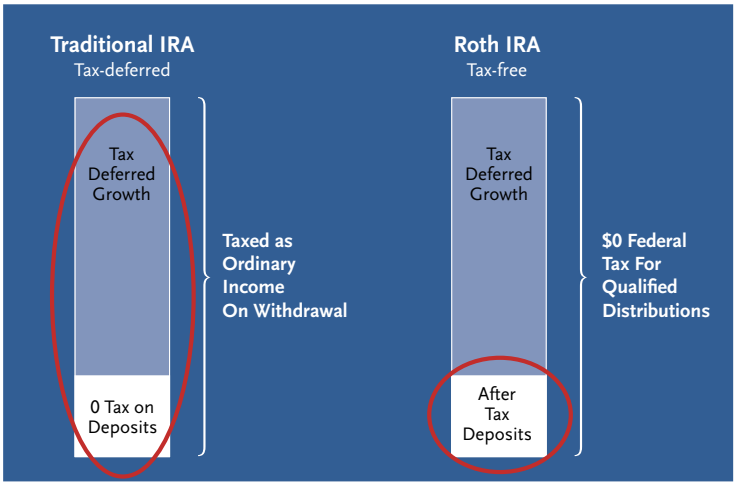 Traditional IRA
Tax-deferred
Tax
Deferred
Growth
0 Tax on
Deposits
Taxed as
Ordinary
Income
On Withdrawal
Roth IRA
Tax-free
Tax
Deferred
Growth
After
Tax
Deposits
$0 Federal
Tax For
Qualified
Distributions